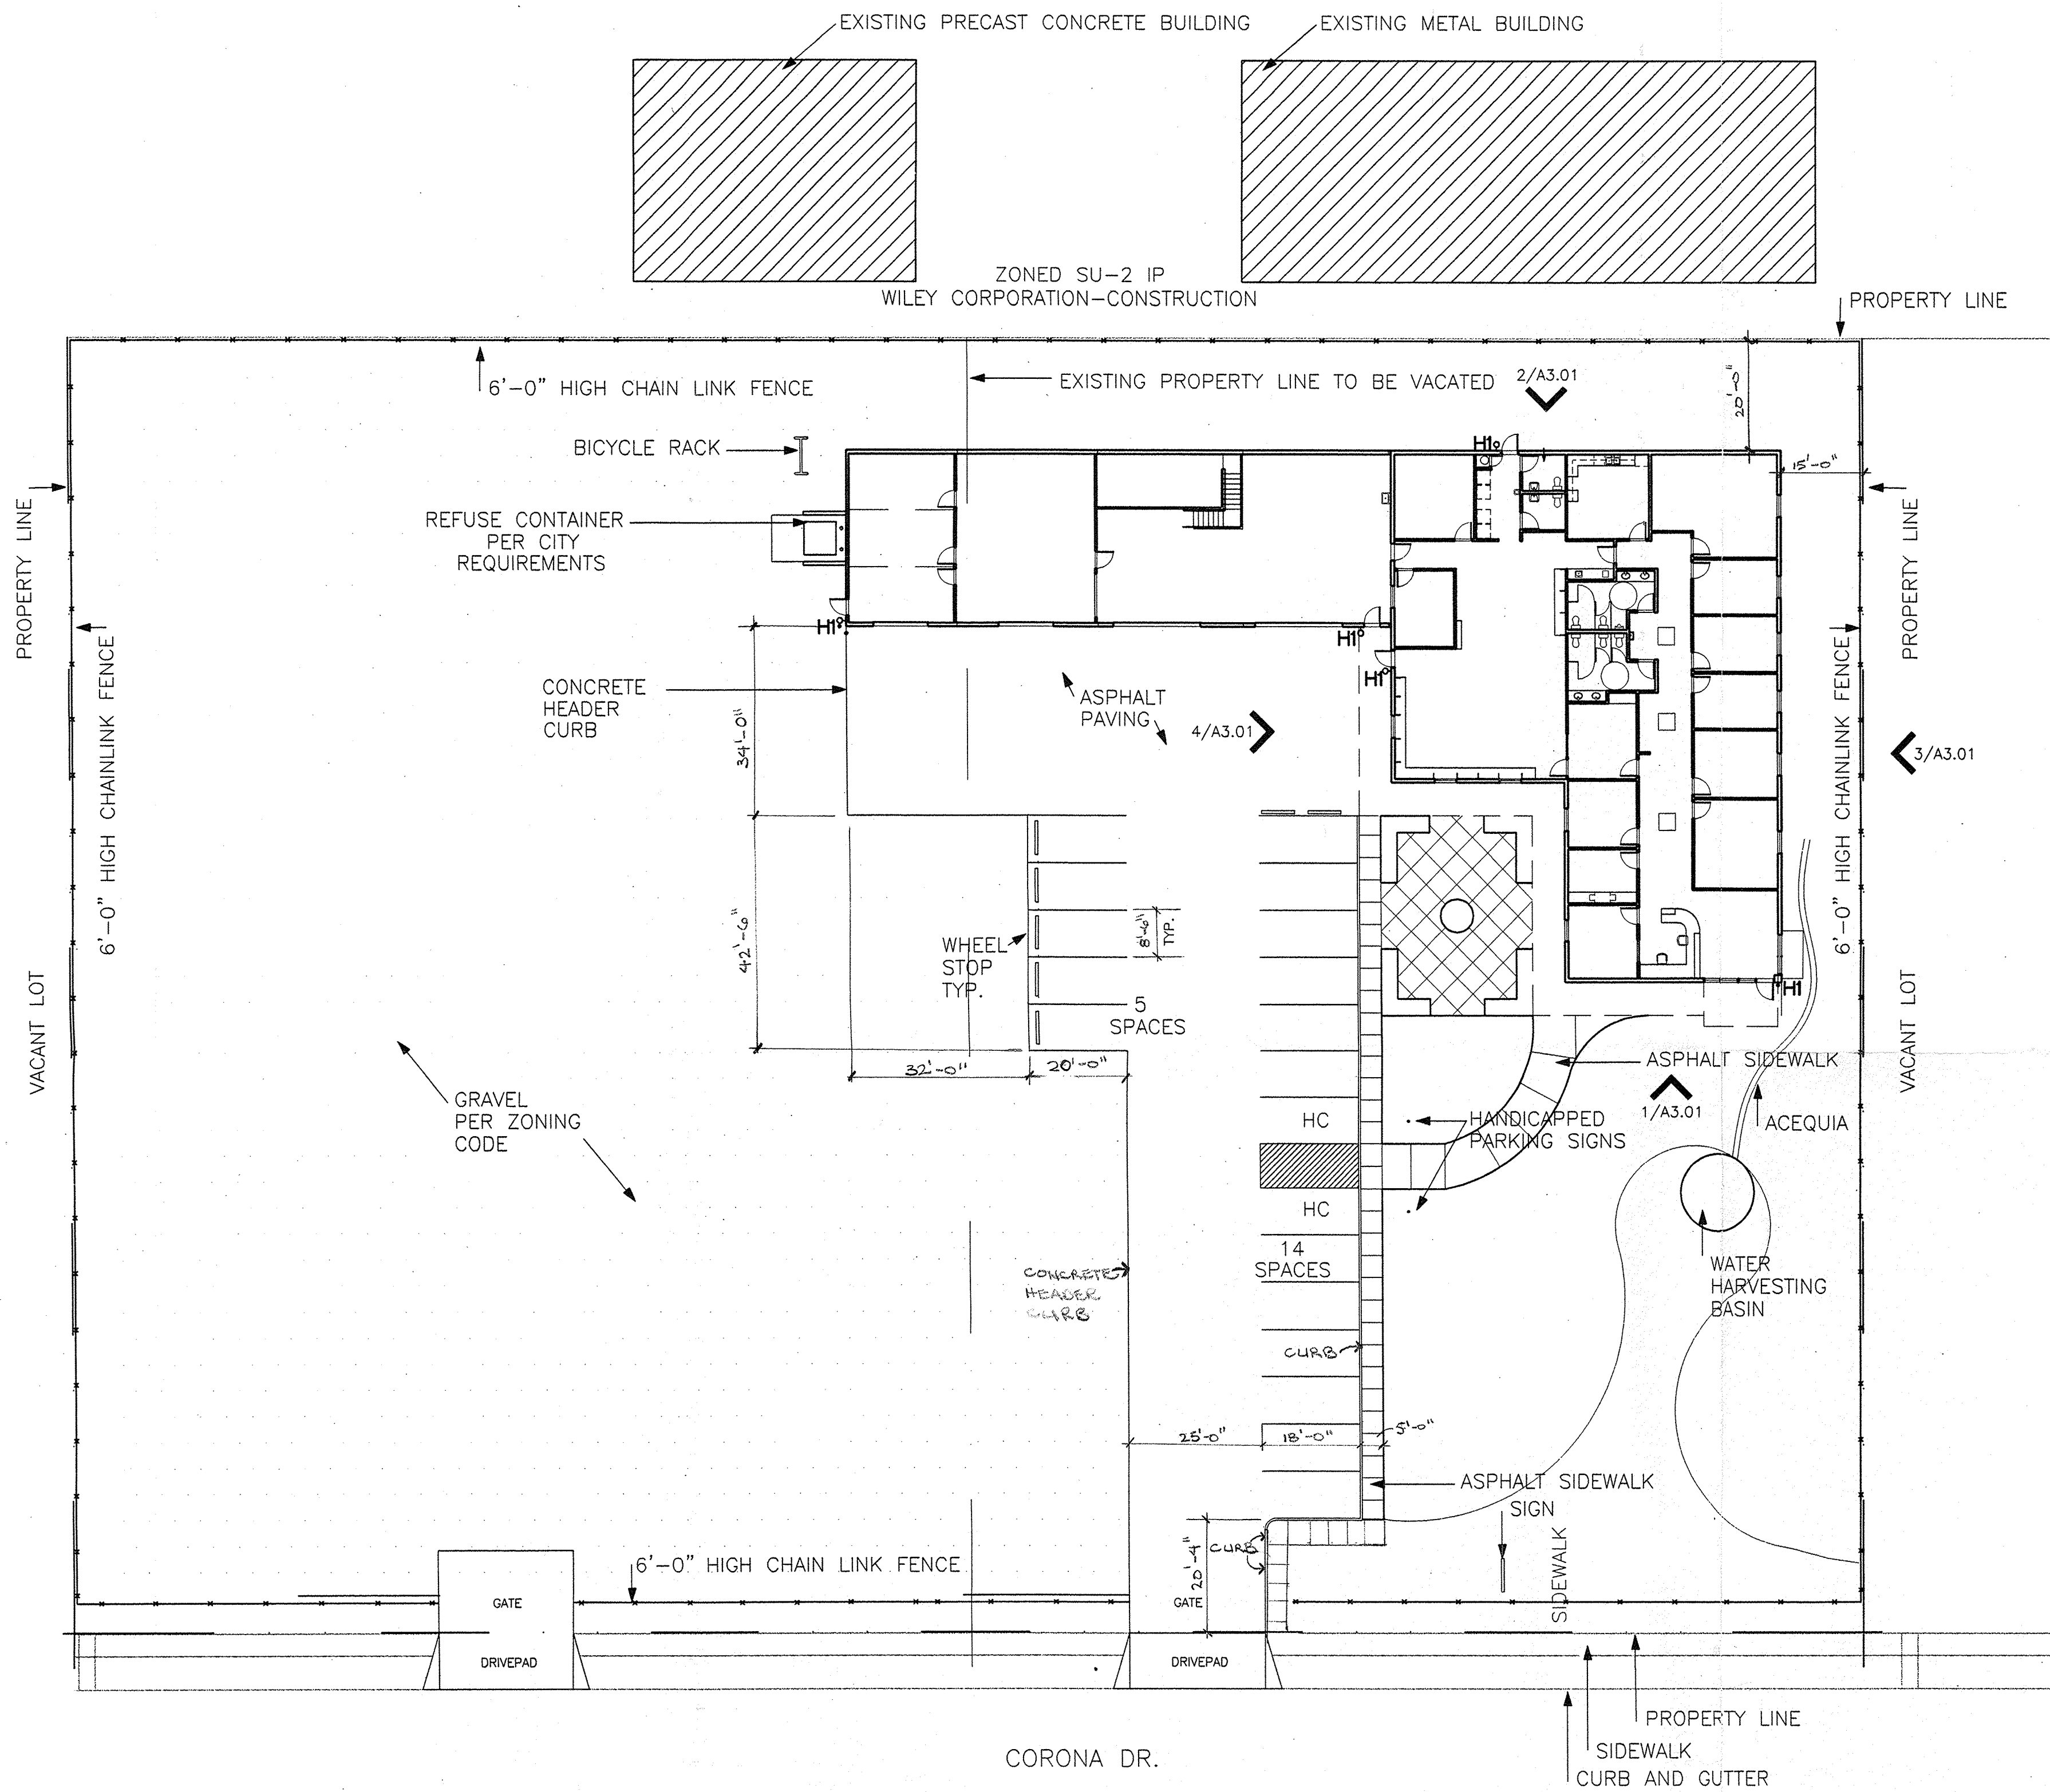 EXISTING PRECAST CONCRETE BUILDING
EXISTING METAL BUILDING
ZONED SU-2 IP
WILEY CORPORATION-CONSTRUCTION
PROPERTY LINE
6'-0" HIGH CHAIN LINK FENCE
EXISTING PROPERTY LINE TO BE VACATED
2/A3.01
20'-0"
BICYCLE RACK
H1
15'-0"
PROPERTY LINE
REFUSE CONTAINER
PER CITY
REQUIREMENTS
PROPERTY LINE
H1
H1
H1
6'-0" HIGH CHAINLINK FENCE
CONCRETE
HEADER
CURB
34'-0"
ASPHALT
PAVING
4/A3.01
6'-0" HIGH CHAINLINK FENCE
3/A3.01
42'-6"
WHEEL
STOP
TYP.
8'-6"
TYP.
5
SPACES
H1
VACANT LOT
VACANT LOT
32'-0"
20'-0"
ASPHALT SIDEWALK
1/A3.01
GRAVEL
PER ZONING
CODE
HC
HANDICAPPED
PARKING SIGNS
ACEQUIA
HC
14
SPACES
CONCRETE
HEADER
CURB
WATER
HARVESTING
BASIN
CURB
25'-0"
18'-0"
5'-0"
ASPHALT SIDEWALK
SIGN
20'-4"
CURB
SIDEWALK
6'-0" HIGH CHAIN LINK FENCE
GATE
GATE
DRIVEPAD
DRIVEPAD
PROPERTY LINE
SIDEWALK
CURB AND GUTTER
CORONA DR.